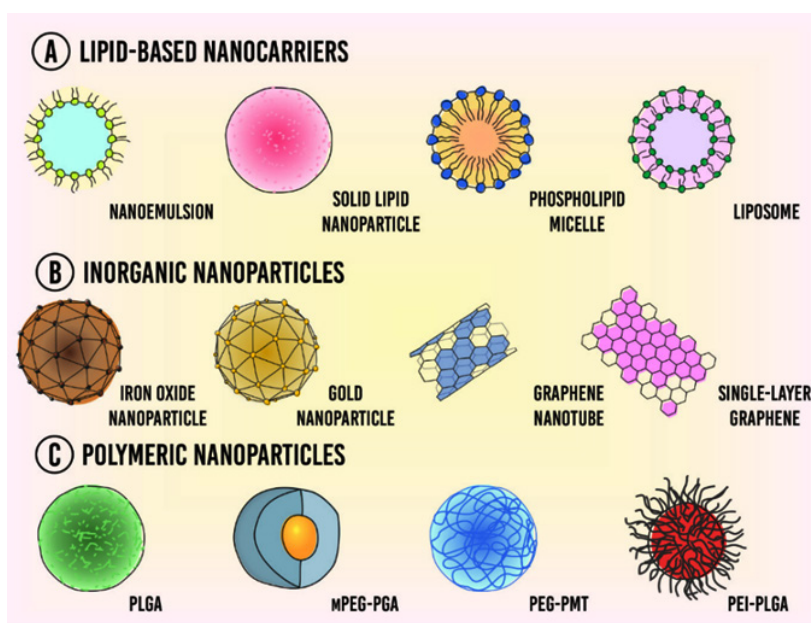 A LIPID-BASED NANOCARRIERS
NANOEMULSION
SOLID LIPID
NANOPARTICLE
PHOSPHOLIPID
MICELLE
LIPOSOME
B INORGANIC NANOPARTICLES
IRON OXIDE
NANOPARTICLE
GOLD
NANOPARTICLE
GRAPHENE
NANOTUBE
SINGLE-LAYER
GRAPHENE
C POLYMERIC NANOPARTICLES
PLGA
mPEG-PGA
PEG-PMT
PEI-PLGA